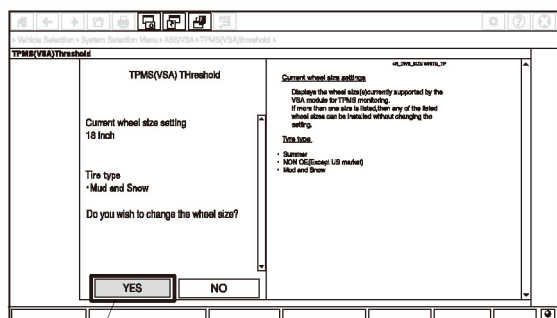 > Vehicle Selection > System Selection Menu > ABS/VSA > TPMS(VSA)threshold >
TPMS(VSA)Threshold
TPMS(VSA) THreshold
Current wheel size setting
18 Inch
Tire type
•Mud and Snow
Do you wish to change the wheel size?
YES
NO
Current wheel size settings
Displays the wheel size(s)currently supported by the
VSA module for TPMS monitoring.
If more than one size is listed,then any of the listed
wheel sizes can be installed without changing the
setting.
Tyre type
• Summer
• NON OE(Except US market)
• Mud and Snow